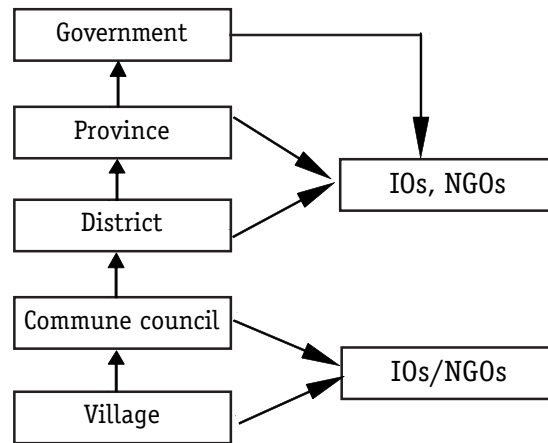 Government
Province
IOs, NGOs
District
Commune council
IOs/NGOs
Village